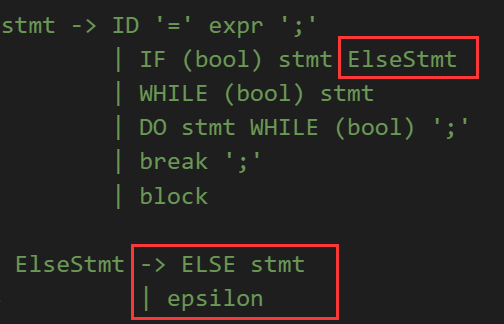 stmt -> ID '=' expr ';'
| IF (bool) stmt ElseStmt
| WHILE (bool) stmt
| DO stmt WHILE (bool) ';'
| break ';'
| block
ElseStmt -> ELSE stmt
| epsilon